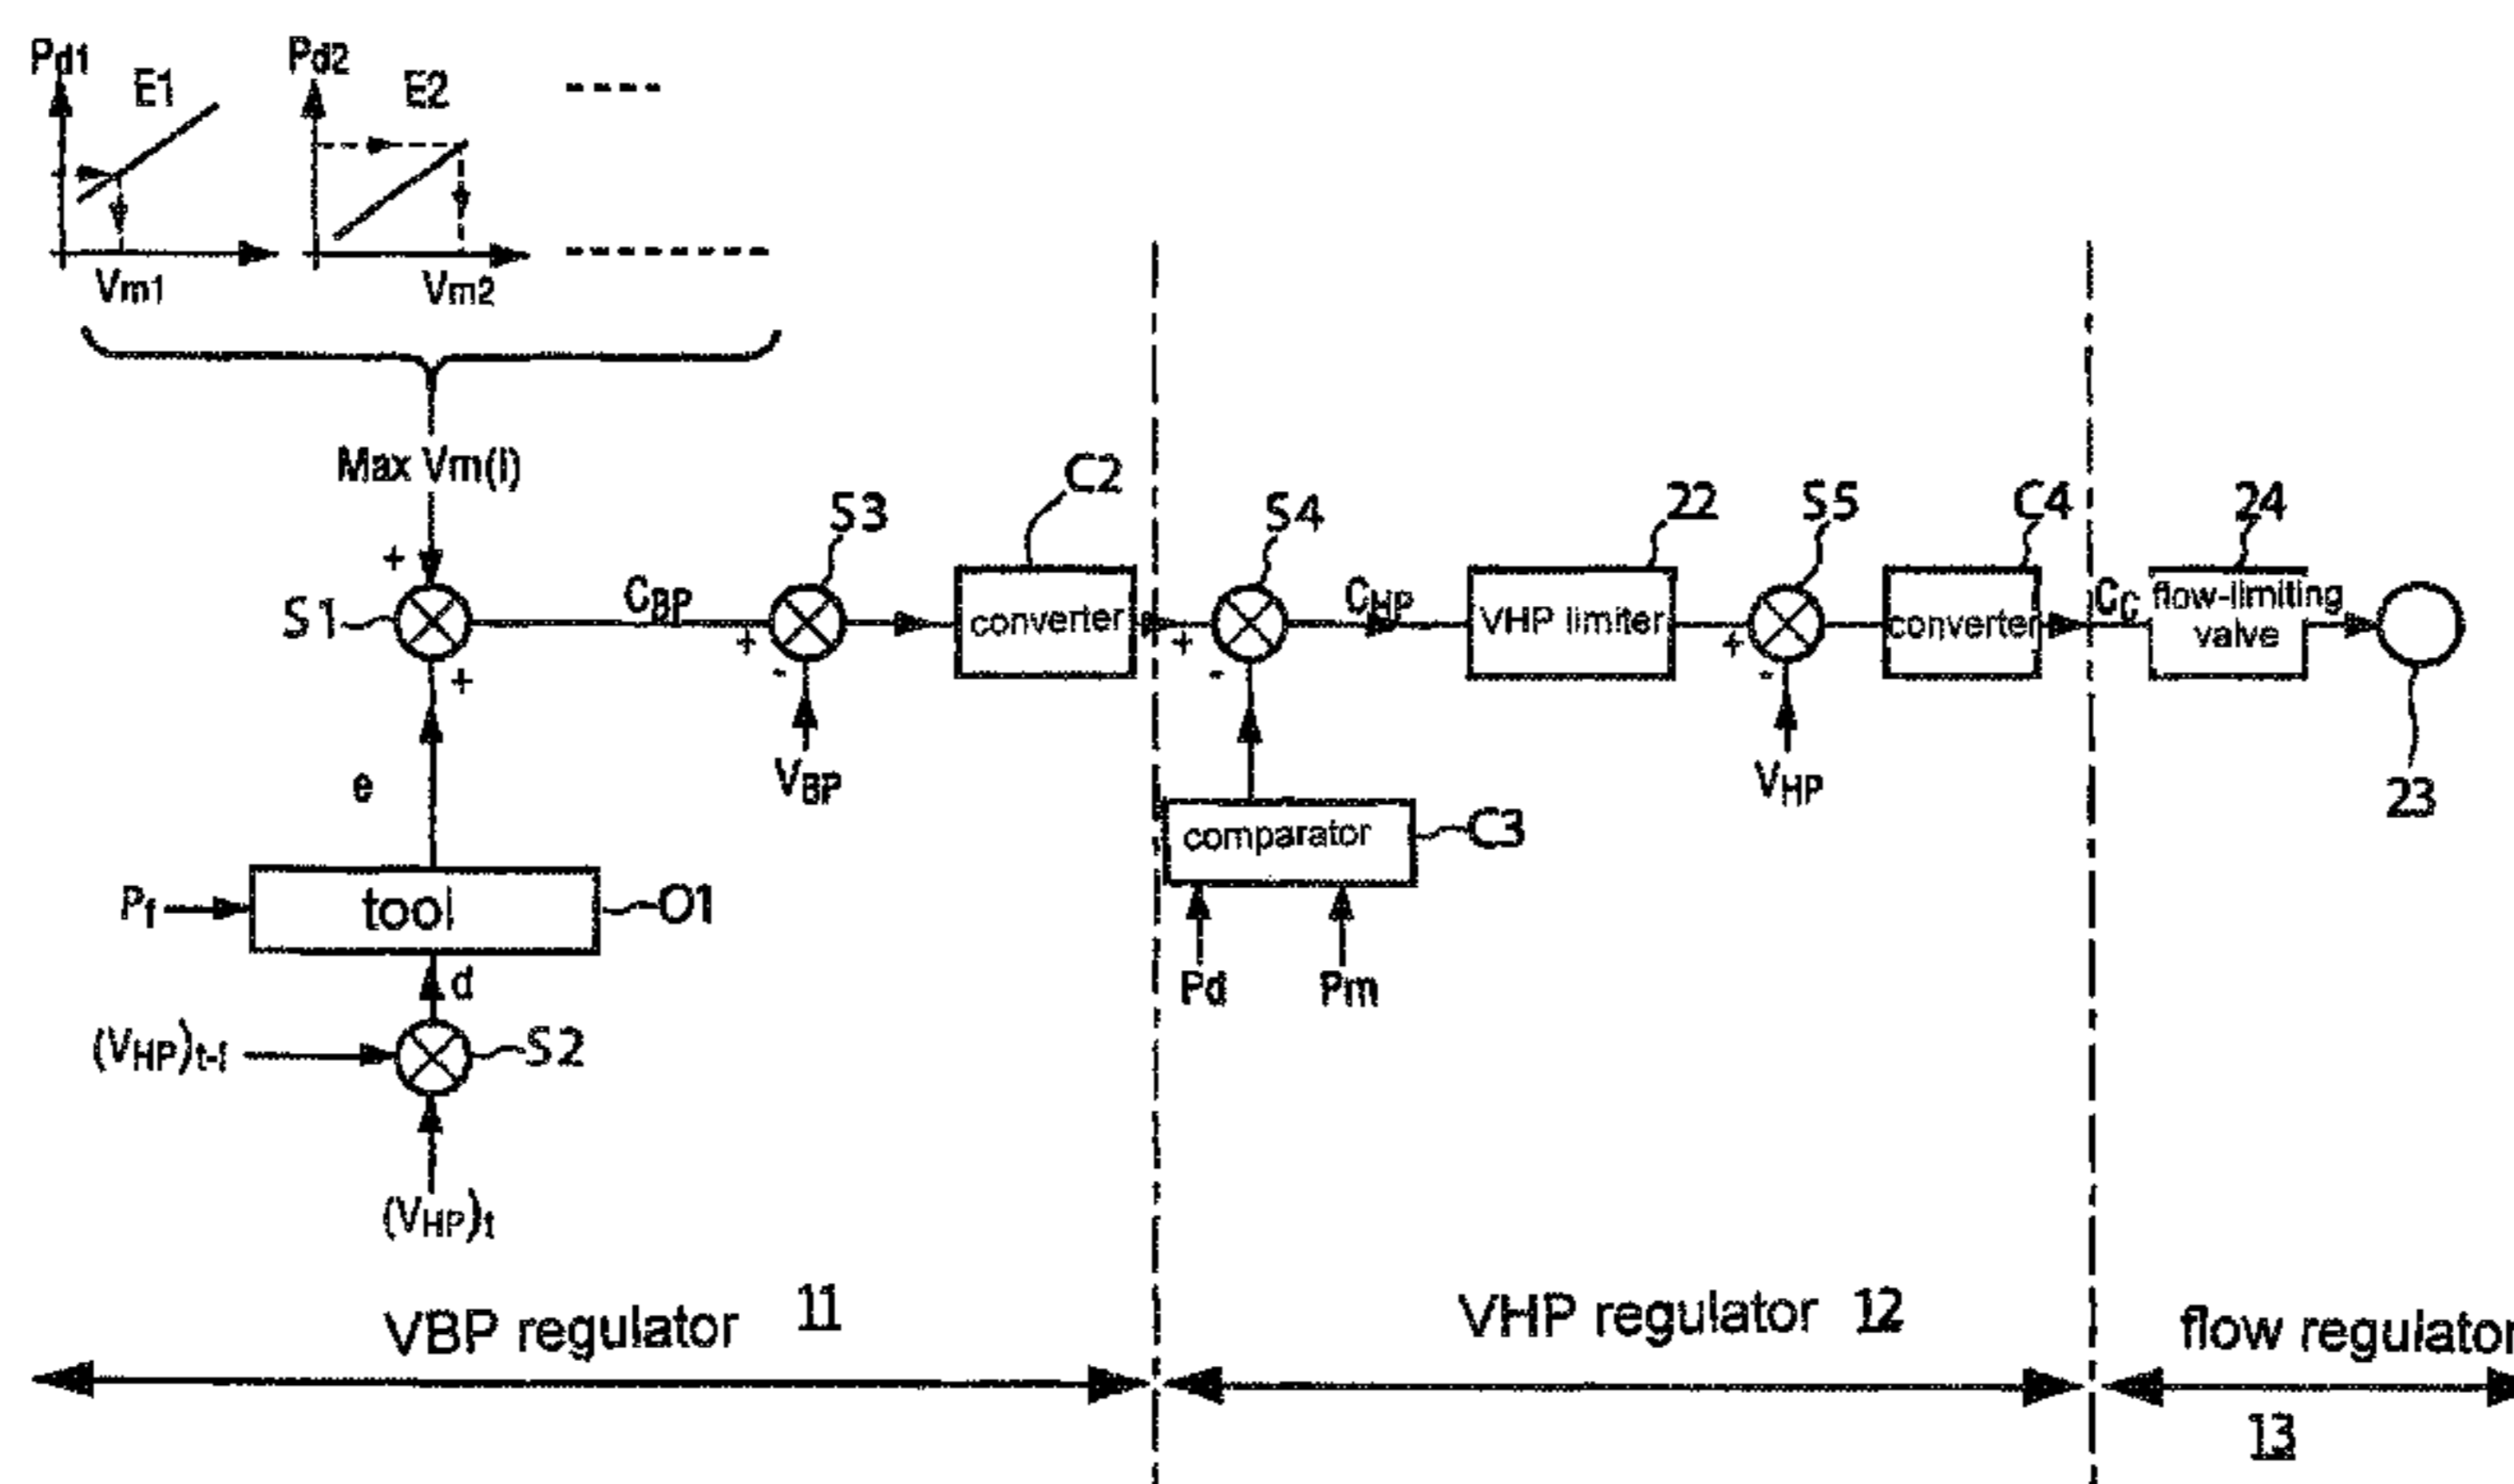 Pd1
E1
Pd2
E2
Vm1
Vm2
Max Vm(i)
+
S1
+
CBP
S3
+
-
VBP
C2
converter
+
S4
-
CHP
22
VHP limiter
S5
+
-
VHP
C4
converter
CC
24
flow-limiting
valve
23
comparator
C3
Pd
Pm
e
Pf
tool
O1
d
(VHP)t-1
S2
(VHP)t
VBP regulator 11
VHP regulator 12
flow regulator
13